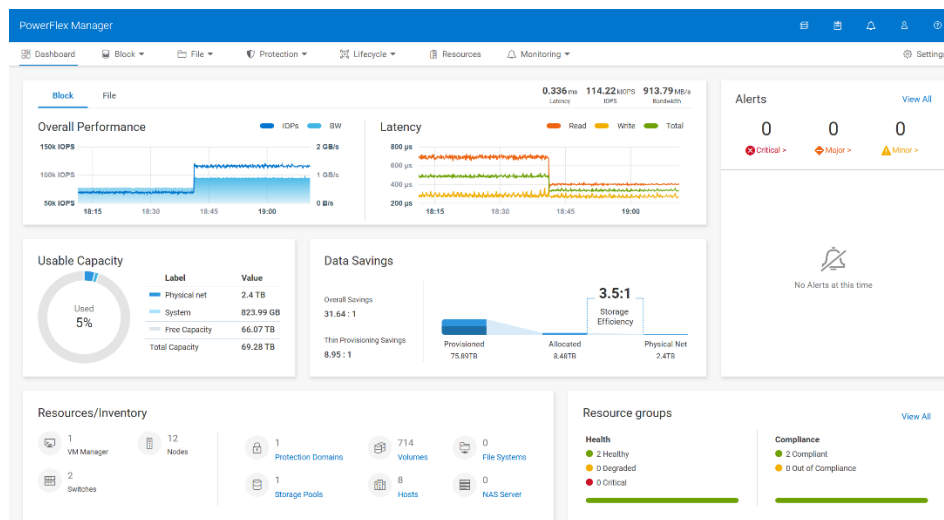 PowerFlex Manager
Dashboard Block File Protection Lifecycle Resources Monitoring Settings
Block File
0.336 ms 114.22 kIOPS 913.79 MB/s
Latency IOPS Bandwidth
Overall Performance IOPs BW
150k IOPS 2 GB/s
100k IOPS 1 GB/s
50k IOPS 0 B/s
18:15 18:30 18:45 19:00
Latency Read Write Total
800 µs
600 µs
400 µs
200 µs
18:15 18:30 18:45 19:00
Alerts View All
0 0 0
Critical > Major > Minor >
No Alerts at this time
Usable Capacity
Used
5%
Label Value
Physical net 2.4 TB
System 823.99 GB
Free Capacity 66.07 TB
Total Capacity 69.28 TB
Data Savings
Overall Savings
31.64 : 1
Thin Provisioning Savings
8.95 : 1
3.5:1
Storage
Efficiency
Provisioned Allocated Physical Net
75.89TB 8.48TB 2.4TB
Resources/Inventory
1
VM Manager
12
Nodes
2
Switches
1
Protection Domains
714
Volumes
0
File Systems
1
Storage Pools
8
Hosts
0
NAS Server
Resource groups View All
Health
2 Healthy
0 Degraded
0 Critical
Compliance
2 Compliant
0 Out of Compliance